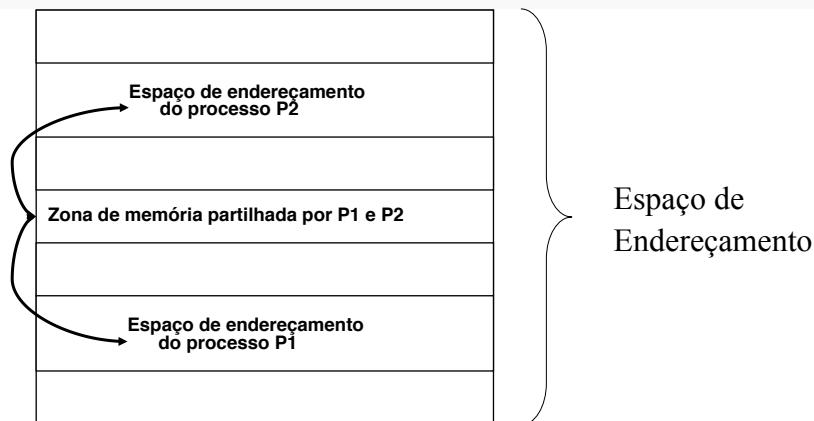 Espaço de endereçamento
do processo P2
Zona de memória partilhada por P1 e P2
Espaço de endereçamento
do processo P1
Espaço de
Endereçamento